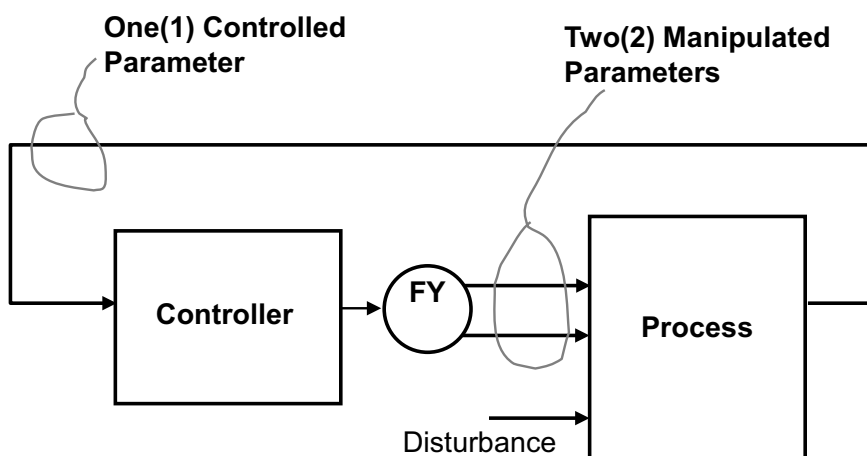 One(1) Controlled
Parameter
Two(2) Manipulated
Parameters
Controller
FY
Process
Disturbance